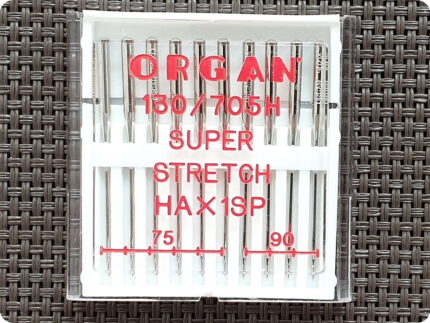 ORGAN
130/705H
SUPER
STRETCH
HAX1SP
75 90